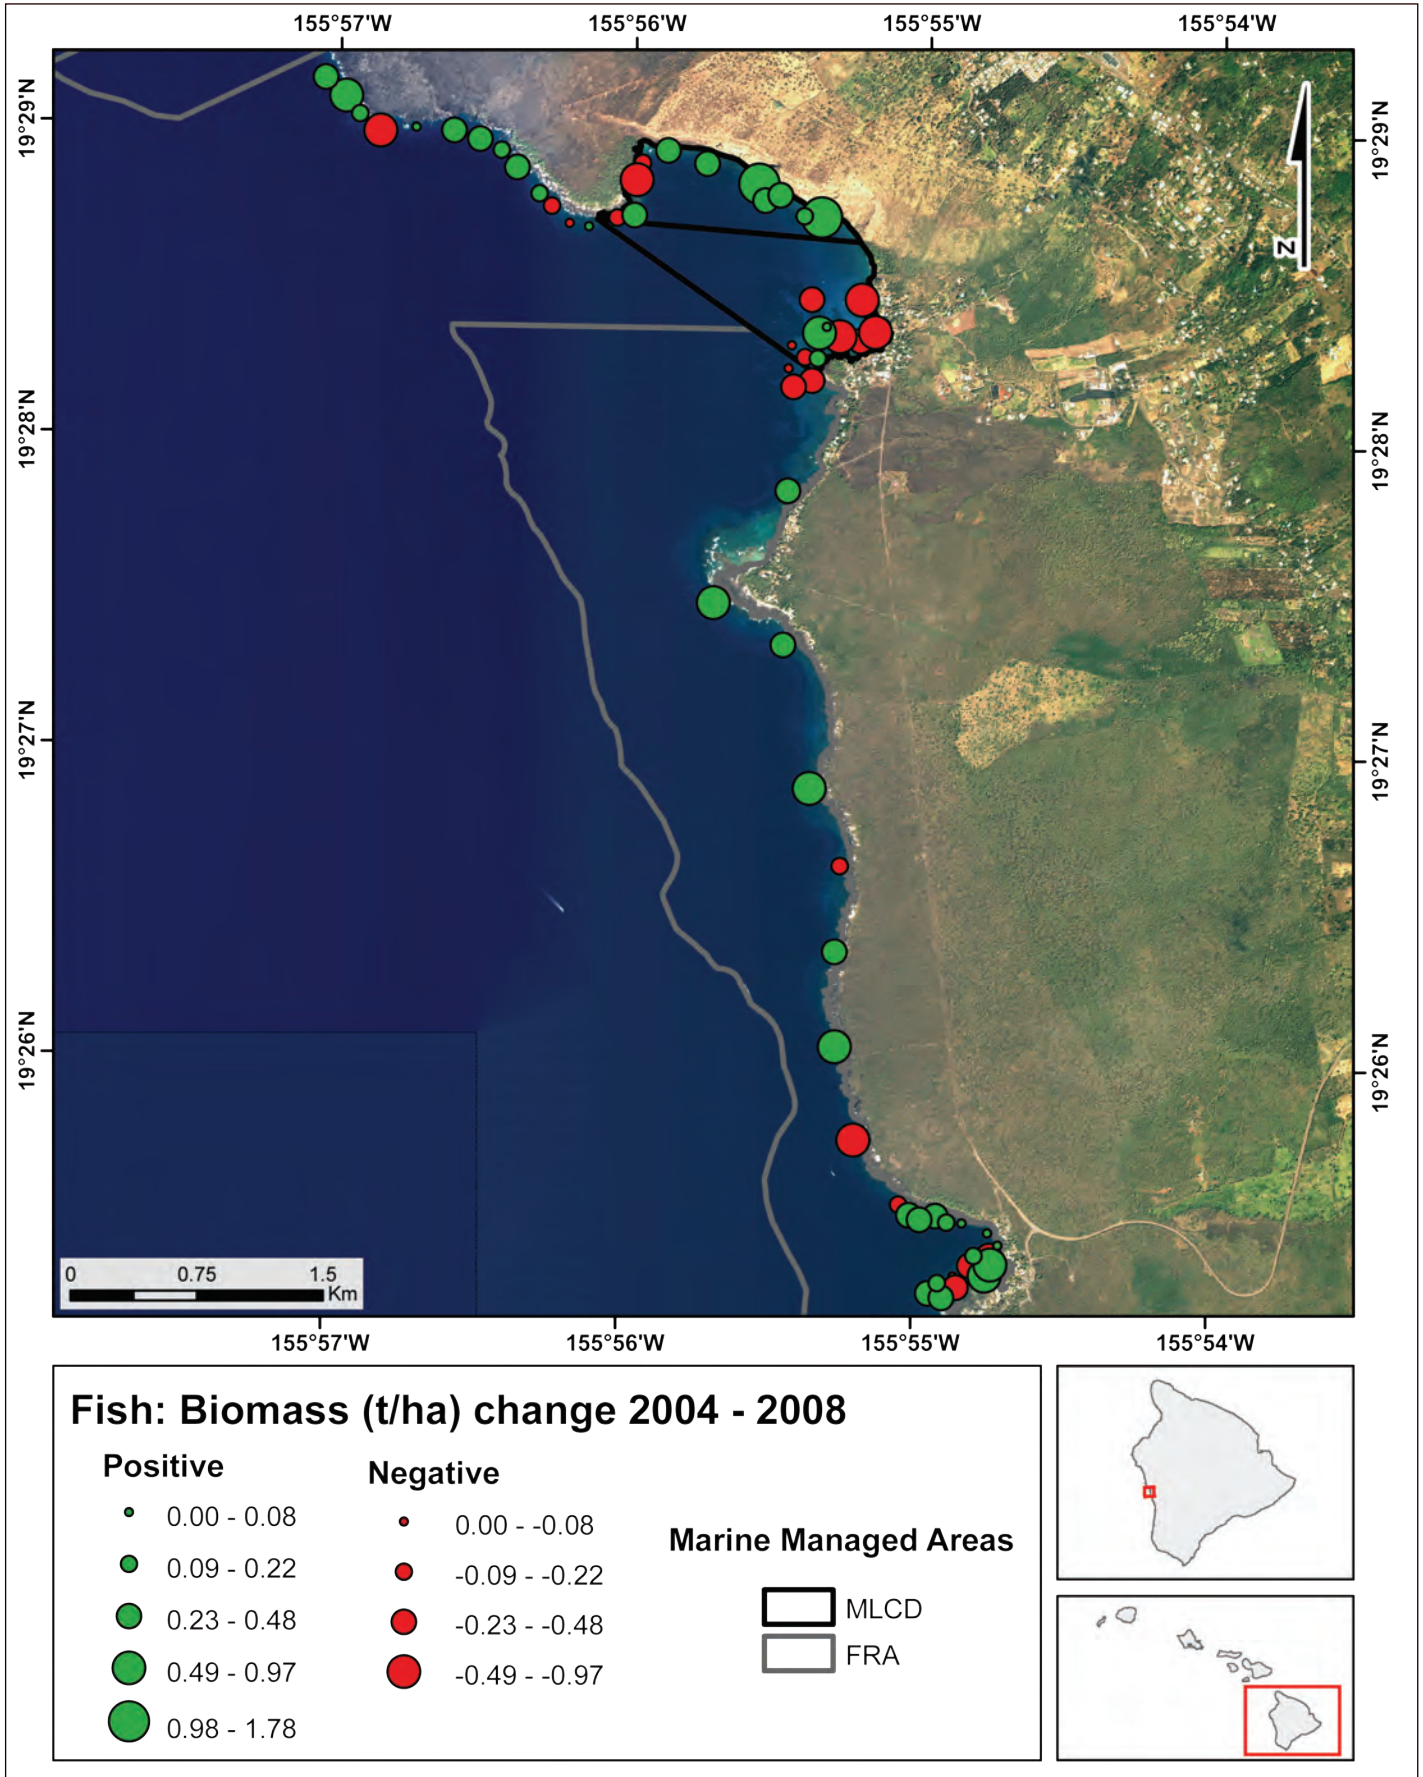 155°57'W 155°56'W 155°55'W 155°54'W
19°29'N
19°29'N
N
19°28'N
19°28'N
19°27'N
19°27'N
19°26'N
19°26'N
0 0.75 1.5
Km
155°57'W 155°56'W 155°55'W 155°54'W
Fish: Biomass (t/ha) change 2004 - 2008
Positive
0.00 - 0.08
0.09 - 0.22
0.23 - 0.48
0.49 - 0.97
0.98 - 1.78
Negative
0.00 - -0.08
-0.09 - -0.22
-0.23 - -0.48
-0.49 - -0.97
Marine Managed Areas
MLCD
FRA